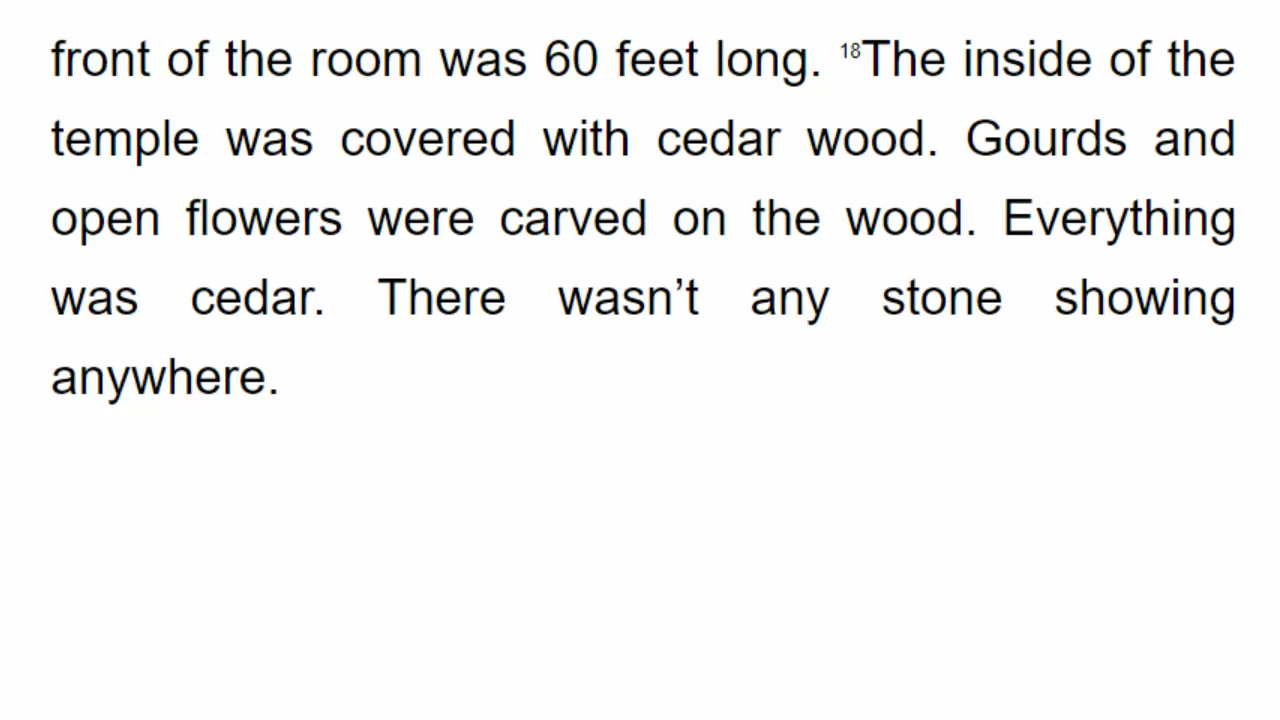 front of the room was 60 feet long. ¹⁸The inside of the
temple was covered with cedar wood. Gourds and
open flowers were carved on the wood. Everything
was cedar. There wasn’t any stone showing
anywhere.